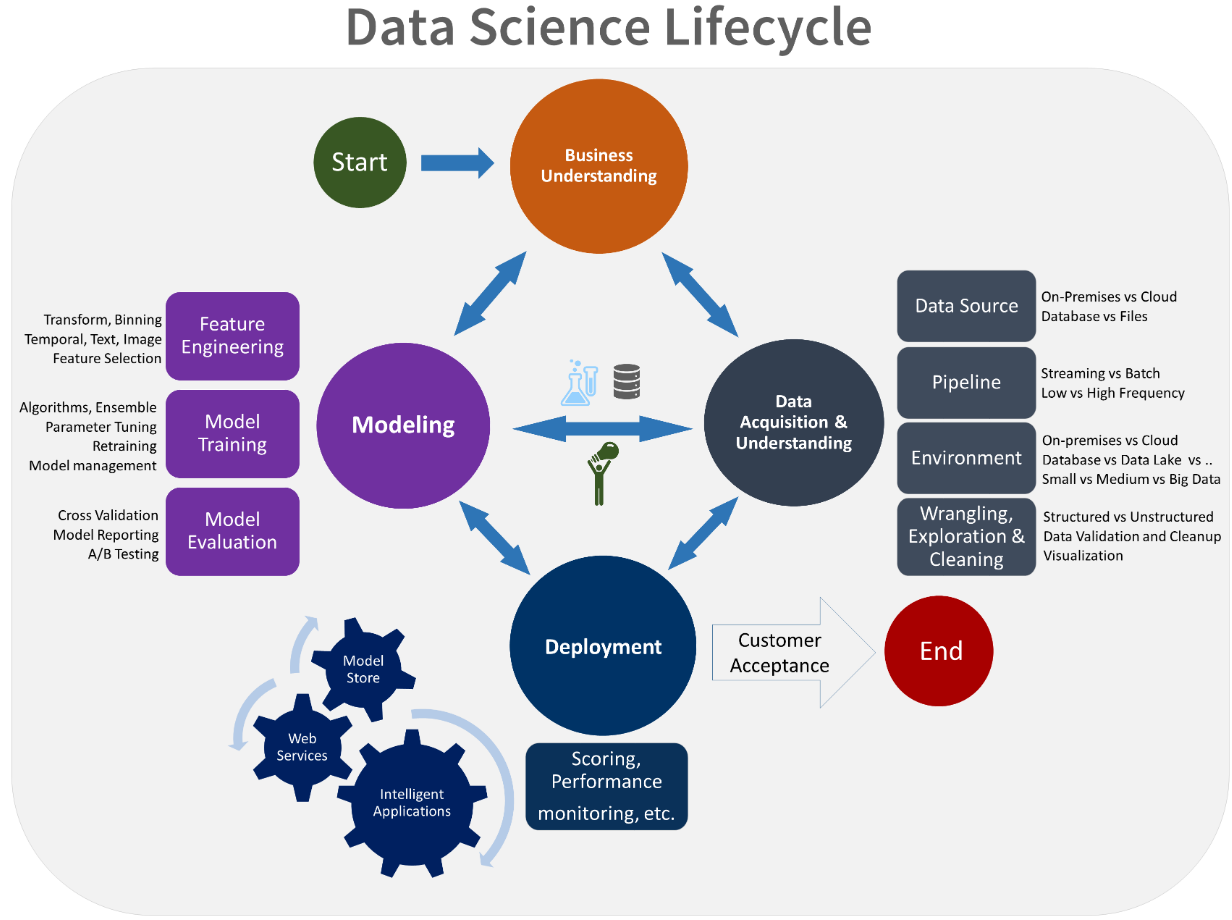 Data Science Lifecycle
Start
Business
Understanding
Transform, Binning
Temporal, Text, Image
Feature Selection
Feature
Engineering
Algorithms, Ensemble
Parameter Tuning
Retraining
Model management
Model
Training
Cross Validation
Model Reporting
A/B Testing
Model
Evaluation
Modeling
Data
Acquisition &
Understanding
Data Source
On-Premises vs Cloud
Database vs Files
Pipeline
Streaming vs Batch
Low vs High Frequency
Environment
On-premises vs Cloud
Database vs Data Lake vs ..
Small vs Medium vs Big Data
Wrangling,
Exploration &
Cleaning
Structured vs Unstructured
Data Validation and Cleanup
Visualization
Deployment
Customer
Acceptance
End
Model
Store
Web
Services
Intelligent
Applications
Scoring,
Performance
monitoring, etc.